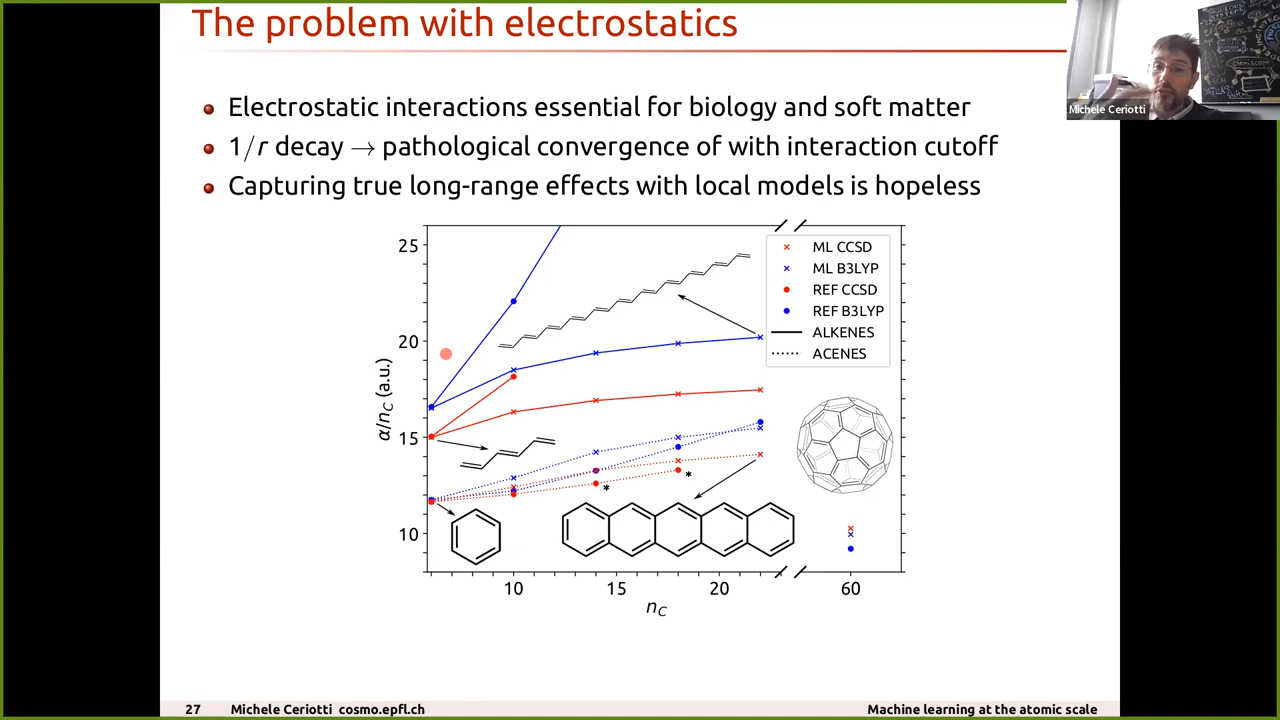 The problem with electrostatics
Electrostatic interactions essential for biology and soft matter
1/r decay → pathological convergence of with interaction cutoff
Capturing true long-range effects with local models is hopeless
Michele Ceriotti
25
20
15
10
α/n_C (a.u.)
ML CCSD
ML B3LYP
REF CCSD
REF B3LYP
ALKENES
ACENES
*
*
10
15
20
60
n_C
27 Michele Ceriotti cosmo.epfl.ch Machine learning at the atomic scale